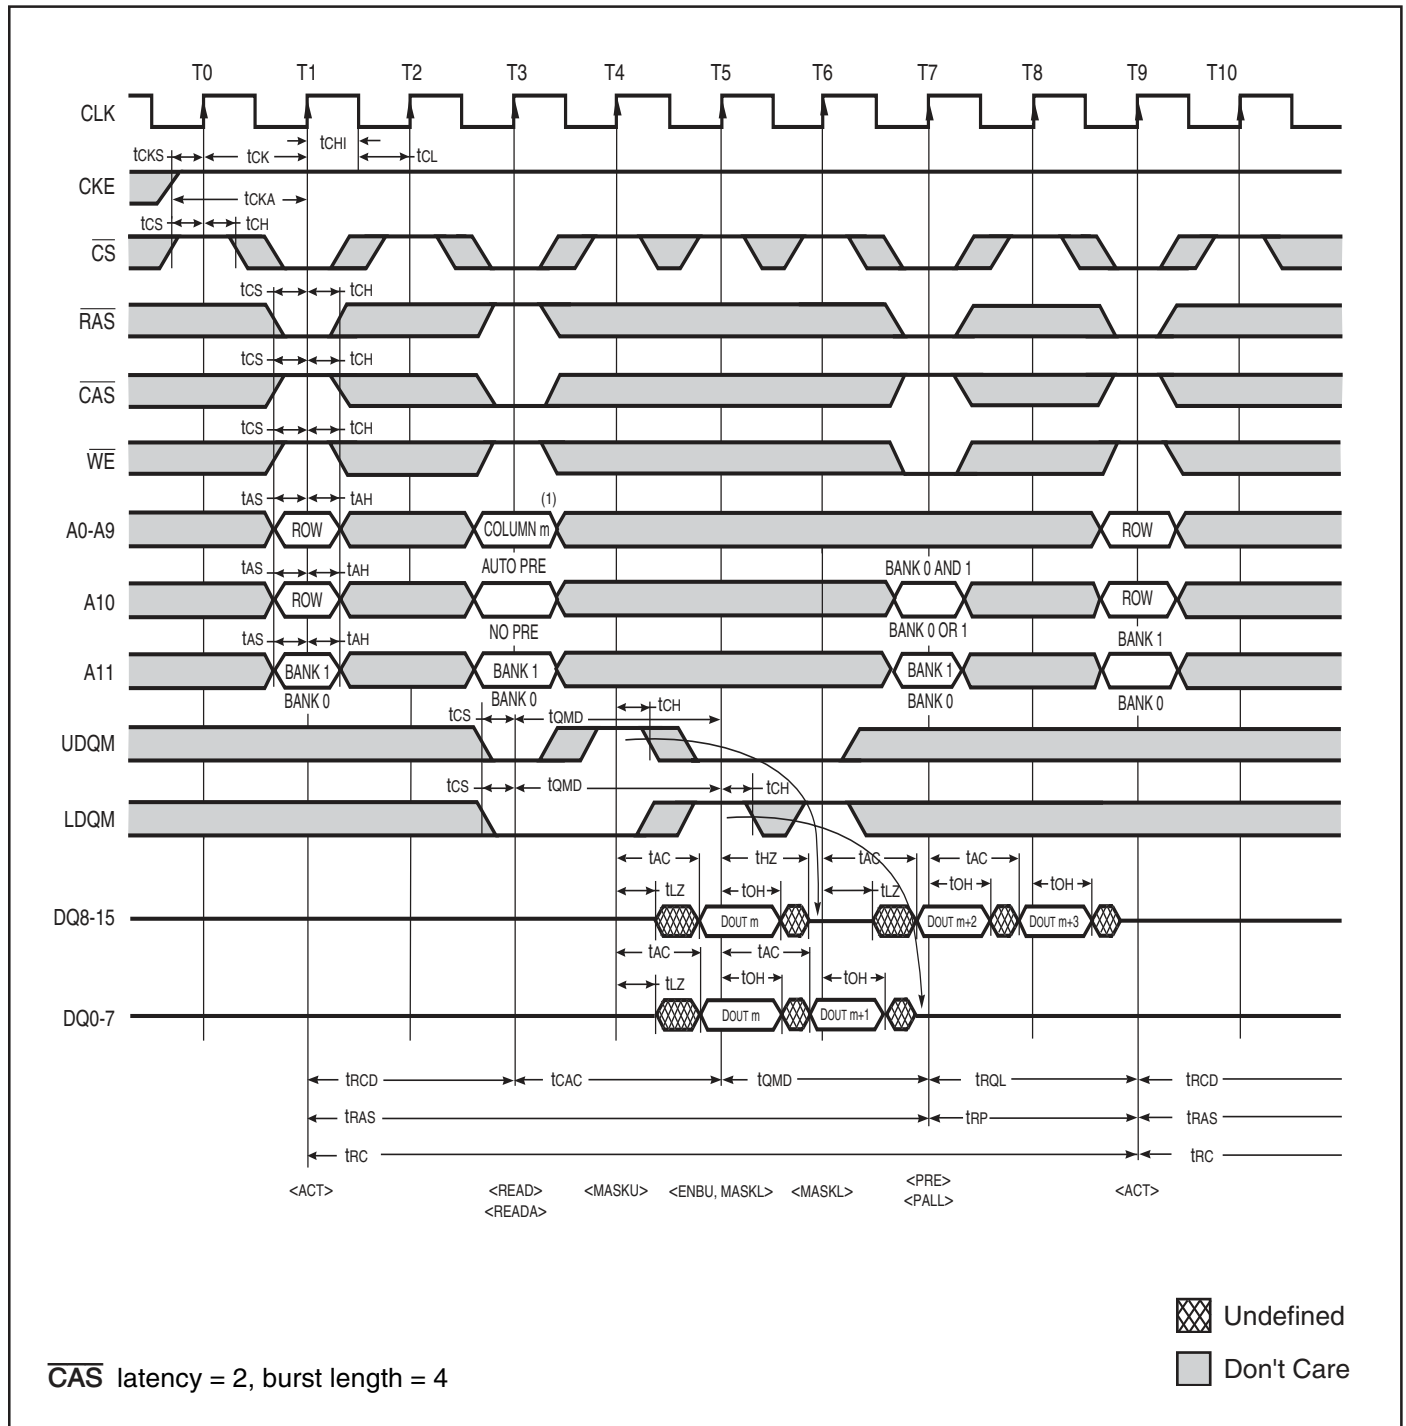 T0 T1 T2 T3 T4 T5 T6 T7 T8 T9 T10
CLK
tCHI
tCKS tCK tCL
CKE
tCKA
tCS tCH
CS
tCS tCH
RAS
tCS tCH
CAS
tCS tCH
WE
tAS tAH (1)
A0-A9 ROW COLUMN m ROW
tAS tAH AUTO PRE BANK 0 AND 1
A10 ROW ROW
NO PRE BANK 0 OR 1 BANK 1
tAS tAH
A11 BANK 1 BANK 1 BANK 1
BANK 0 BANK 0 BANK 0 BANK 0
tCH
tCS tQMD
UDQM
tCS tQMD tCH
LDQM
tAC tHZ tAC tAC
tLZ tOH tLZ tOH tOH
DQ8-15 DOUT m DOUT m+2 DOUT m+3
tAC tAC
tLZ tOH tOH
DQ0-7 DOUT m DOUT m+1
tRCD tCAC tQMD tRQL tRCD
tRAS tRP tRAS
tRC tRC
<ACT> <READ> <MASKU> <ENBU, MASKL> <MASKL> <PRE> <ACT>
<READA> <PALL>
Undefined
Don't Care
CAS latency = 2, burst length = 4